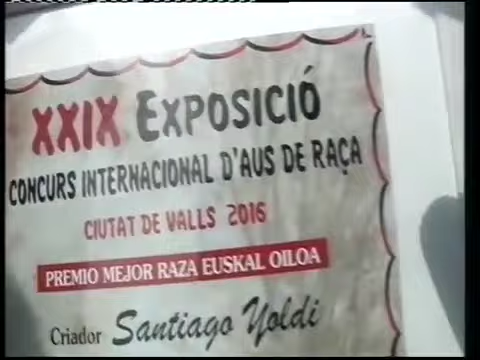 XXIX EXPOSICIÓ
CONCURS INTERNACIONAL D'AUS DE RAÇA
CIUTAT DE VALLS 2016
PREMIO MEJOR RAZA EUSKAL OILOA
Criador Santiago Yoldi